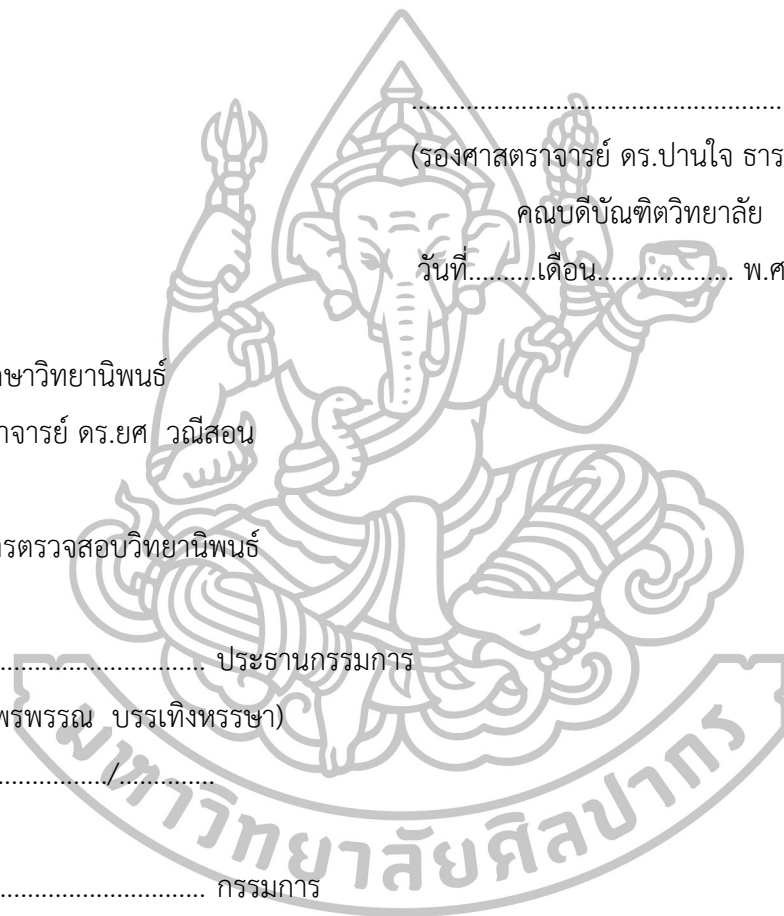 ................................................
(รองศาสตราจารย์ ดร.ปานใจ ธาร
คณบดีบัณฑิตวิทยาลัย
วันที่..........เดือน.................... พ.ศ
าษาวิทยานิพนธ์
าจารย์ ดร.ยศ วณีสอน
รตรวจสอบวิทยานิพนธ์
.............................. ประธานกรรมการ
พรพรรณ บรรเทิงหรรษา)
................/..............
.............................. กรรมการ
มหาวิทยาลัยศิลปากร